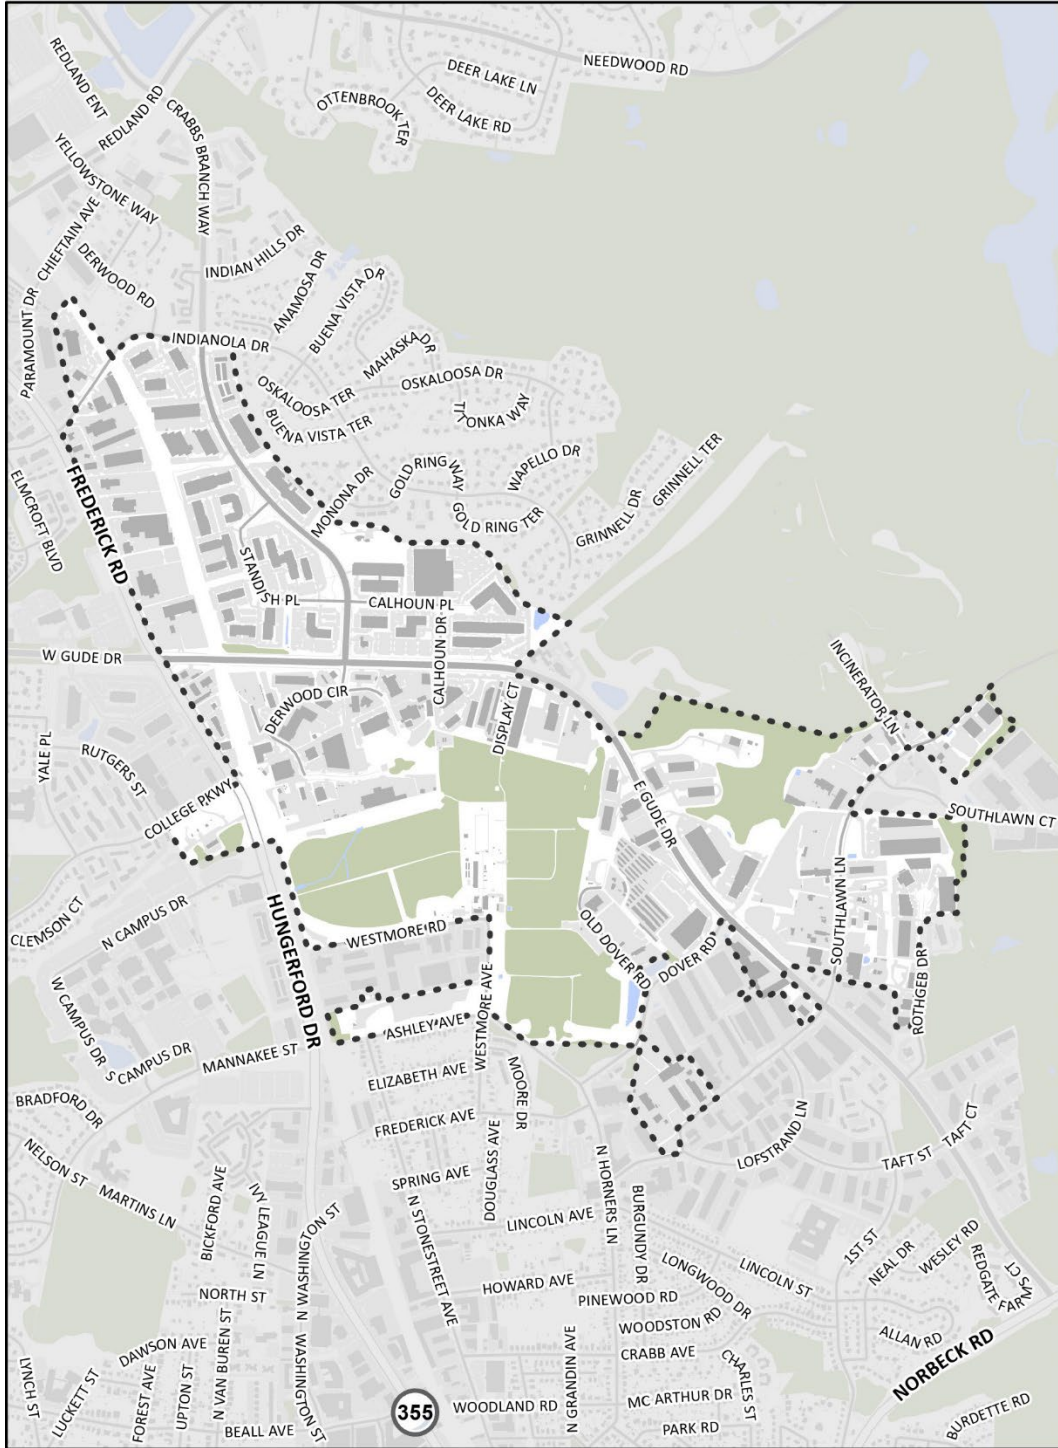 NEEDWOOD RD
REDLAND ENT
DEER LAKE LN
REDLAND RD
CRABBS BRANCH WAY
OTTENBROOK TER
DEER LAKE RD
YELLOWSTONE WAY
CHIEFTAIN AVE
DERWOOD RD
INDIAN HILLS DR
ANAMOSA DR
BUENA VISTA DR
PARAMOUNT DR
INDIANOLA DR
MAHASKA DR
OSKALOOSA TER
OSKALOOSA DR
TITONKA WAY
BUENA VISTA TER
ELMCROFT BLVD
FREDERICK RD
MONONA DR
GOLD RING WAY
WAPELLO DR
GRINNELL TER
GOLD RING TER
GRINNELL DR
STANDISH PL
CALHOUN PL
W GUDE DR
CALHOUN DR
INCINERATOR LN
DERWOOD CIR
DISPLAY CT
YALE PL
RUTGERS ST
COLLEGE PKWY
E GUDE DR
SOUTHLAWN CT
CLEMSON CT
N CAMPUS DR
HUNGERFORD DR
WESTMORE RD
OLD DOVER RD
DOVER RD
SOUTHLAWN LN
ROTHGEB DR
W CAMPUS DR
S CAMPUS DR
MANNAKEE ST
ASHLEY AVE
WESTMORE AVE
ELIZABETH AVE
MOORE DR
BRADFORD DR
FREDERICK AVE
DOUGLASS AVE
LOFSTRAND LN
TAFT ST
TAFT CT
NELSON ST
MARTINS LN
BICKFORD AVE
IVY LEAGUE LN
SPRING AVE
N STONESTREET AVE
LINCOLN AVE
N HORNERS LN
BURGUNDY DR
LONGWOOD DR
LINCOLN ST
1ST ST
NEAL DR
WESLEY RD
REDGATE FARMS CT
N WASHINGTON ST
NORTH ST
HOWARD AVE
PINEWOOD RD
WOODSTON RD
ALLAN RD
NORBECK RD
DAWSON AVE
N VAN BUREN ST
WASHINGTON ST
CRABB AVE
CHARLES ST
LYNCH ST
LUCKETT ST
FOREST AVE
UPTON ST
BEALL AVE
355
WOODLAND RD
N GRANDIN AVE
MC ARTHUR DR
PARK RD
BURDETTE RD